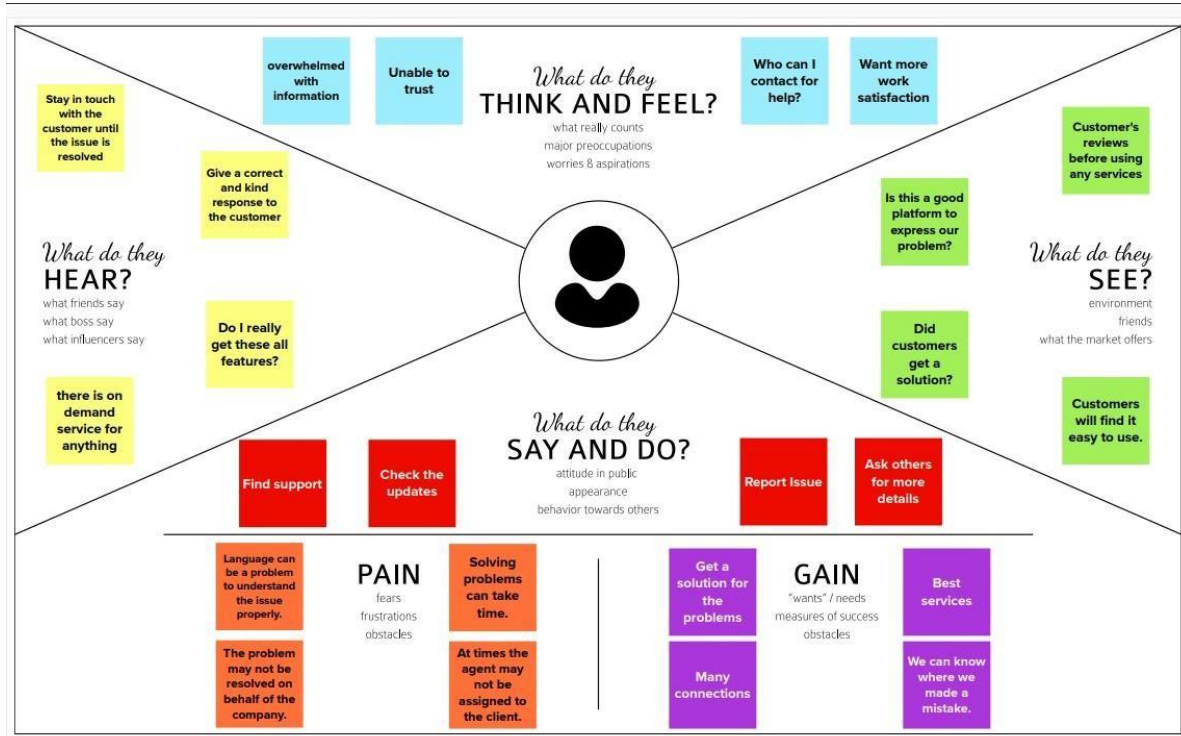 overwhelmed
with
information
Unable to
trust
What do they
THINK AND FEEL?
what really counts
major preoccupations
worries & aspirations
Who can I
contact for
help?
Want more
work
satisfaction
Stay in touch
with the
customer until
the issue is
resolved
Give a correct
and kind
response to
the customer
What do they
HEAR?
what friends say
what boss say
what influencers say
Do I really
get these all
features?
there is on
demand
service for
anything
Customer's
reviews
before using
any services
Is this a good
platform to
express our
problem?
What do they
SEE?
environment
friends
what the market offers
Did
customers
get a
solution?
Customers
will find it
easy to use.
What do they
SAY AND DO?
attitude in public
appearance
behavior towards others
Find support
Check the
updates
Report Issue
Ask others
for more
details
Language can
be a problem
to understand
the issue
properly.
PAIN
fears
frustrations
obstacles
Solving
problems
can take
time.
The problem
may not be
resolved on
behalf of the
company.
At times the
agent may
not be
assigned to
the client.
Get a
solution for
the
problems
GAIN
"wants" / needs
measures of success
obstacles
Best
services
Many
connections
We can know
where we
made a
mistake.